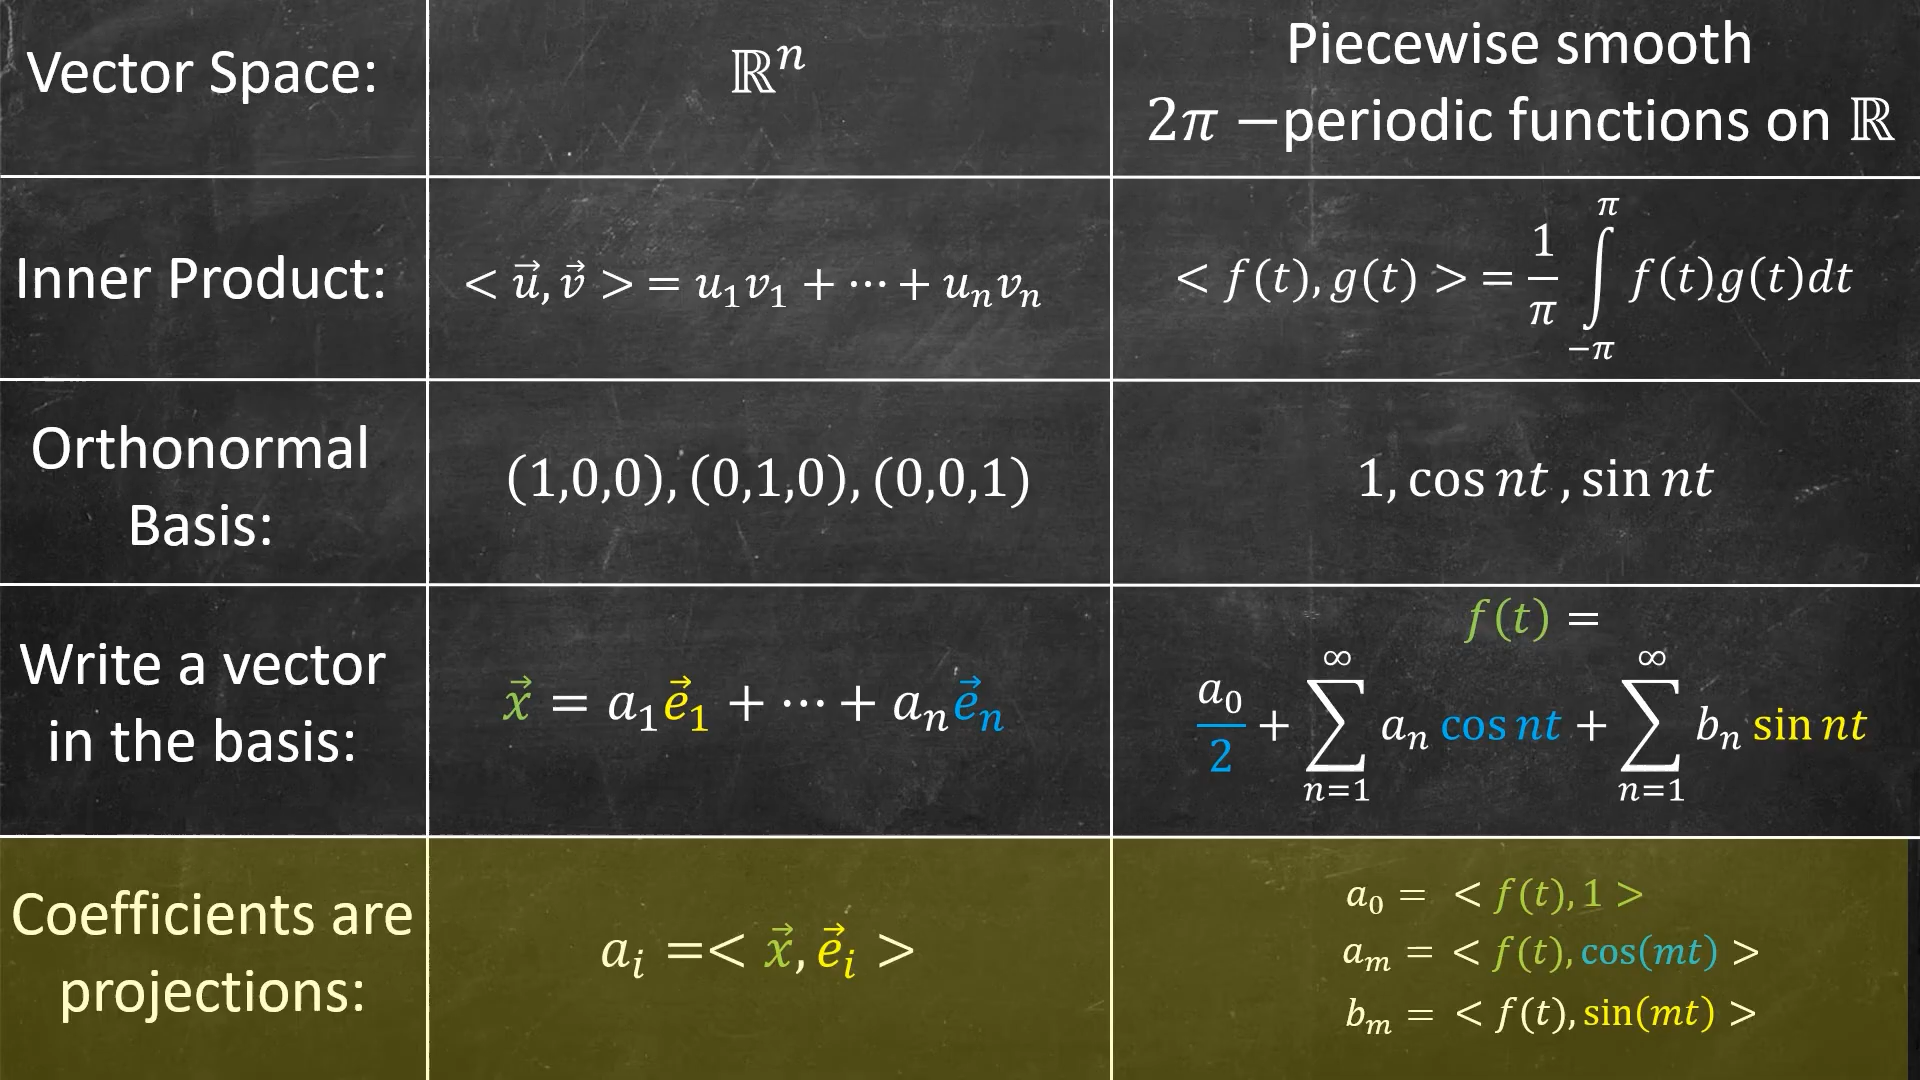 Vector Space:
ℝⁿ
Piecewise smooth
2π −periodic functions on ℝ
Inner Product:
< u⃗, v⃗ > = u₁v₁ + ⋯ + uₙvₙ
< f(t), g(t) > = 1/π ∫_{−π}^{π} f(t)g(t)dt
Orthonormal
Basis:
(1,0,0), (0,1,0), (0,0,1)
1, cos nt , sin nt
Write a vector
in the basis:
x⃗ = a₁e⃗₁ + ⋯ + aₙe⃗ₙ
f(t) =
a₀/2 + ∑_{n=1}^{∞} aₙ cos nt + ∑_{n=1}^{∞} bₙ sin nt
Coefficients are
projections:
aᵢ =< x⃗, e⃗ᵢ >
a₀ = < f(t), 1 >
aₘ = < f(t), cos(mt) >
bₘ = < f(t), sin(mt) >